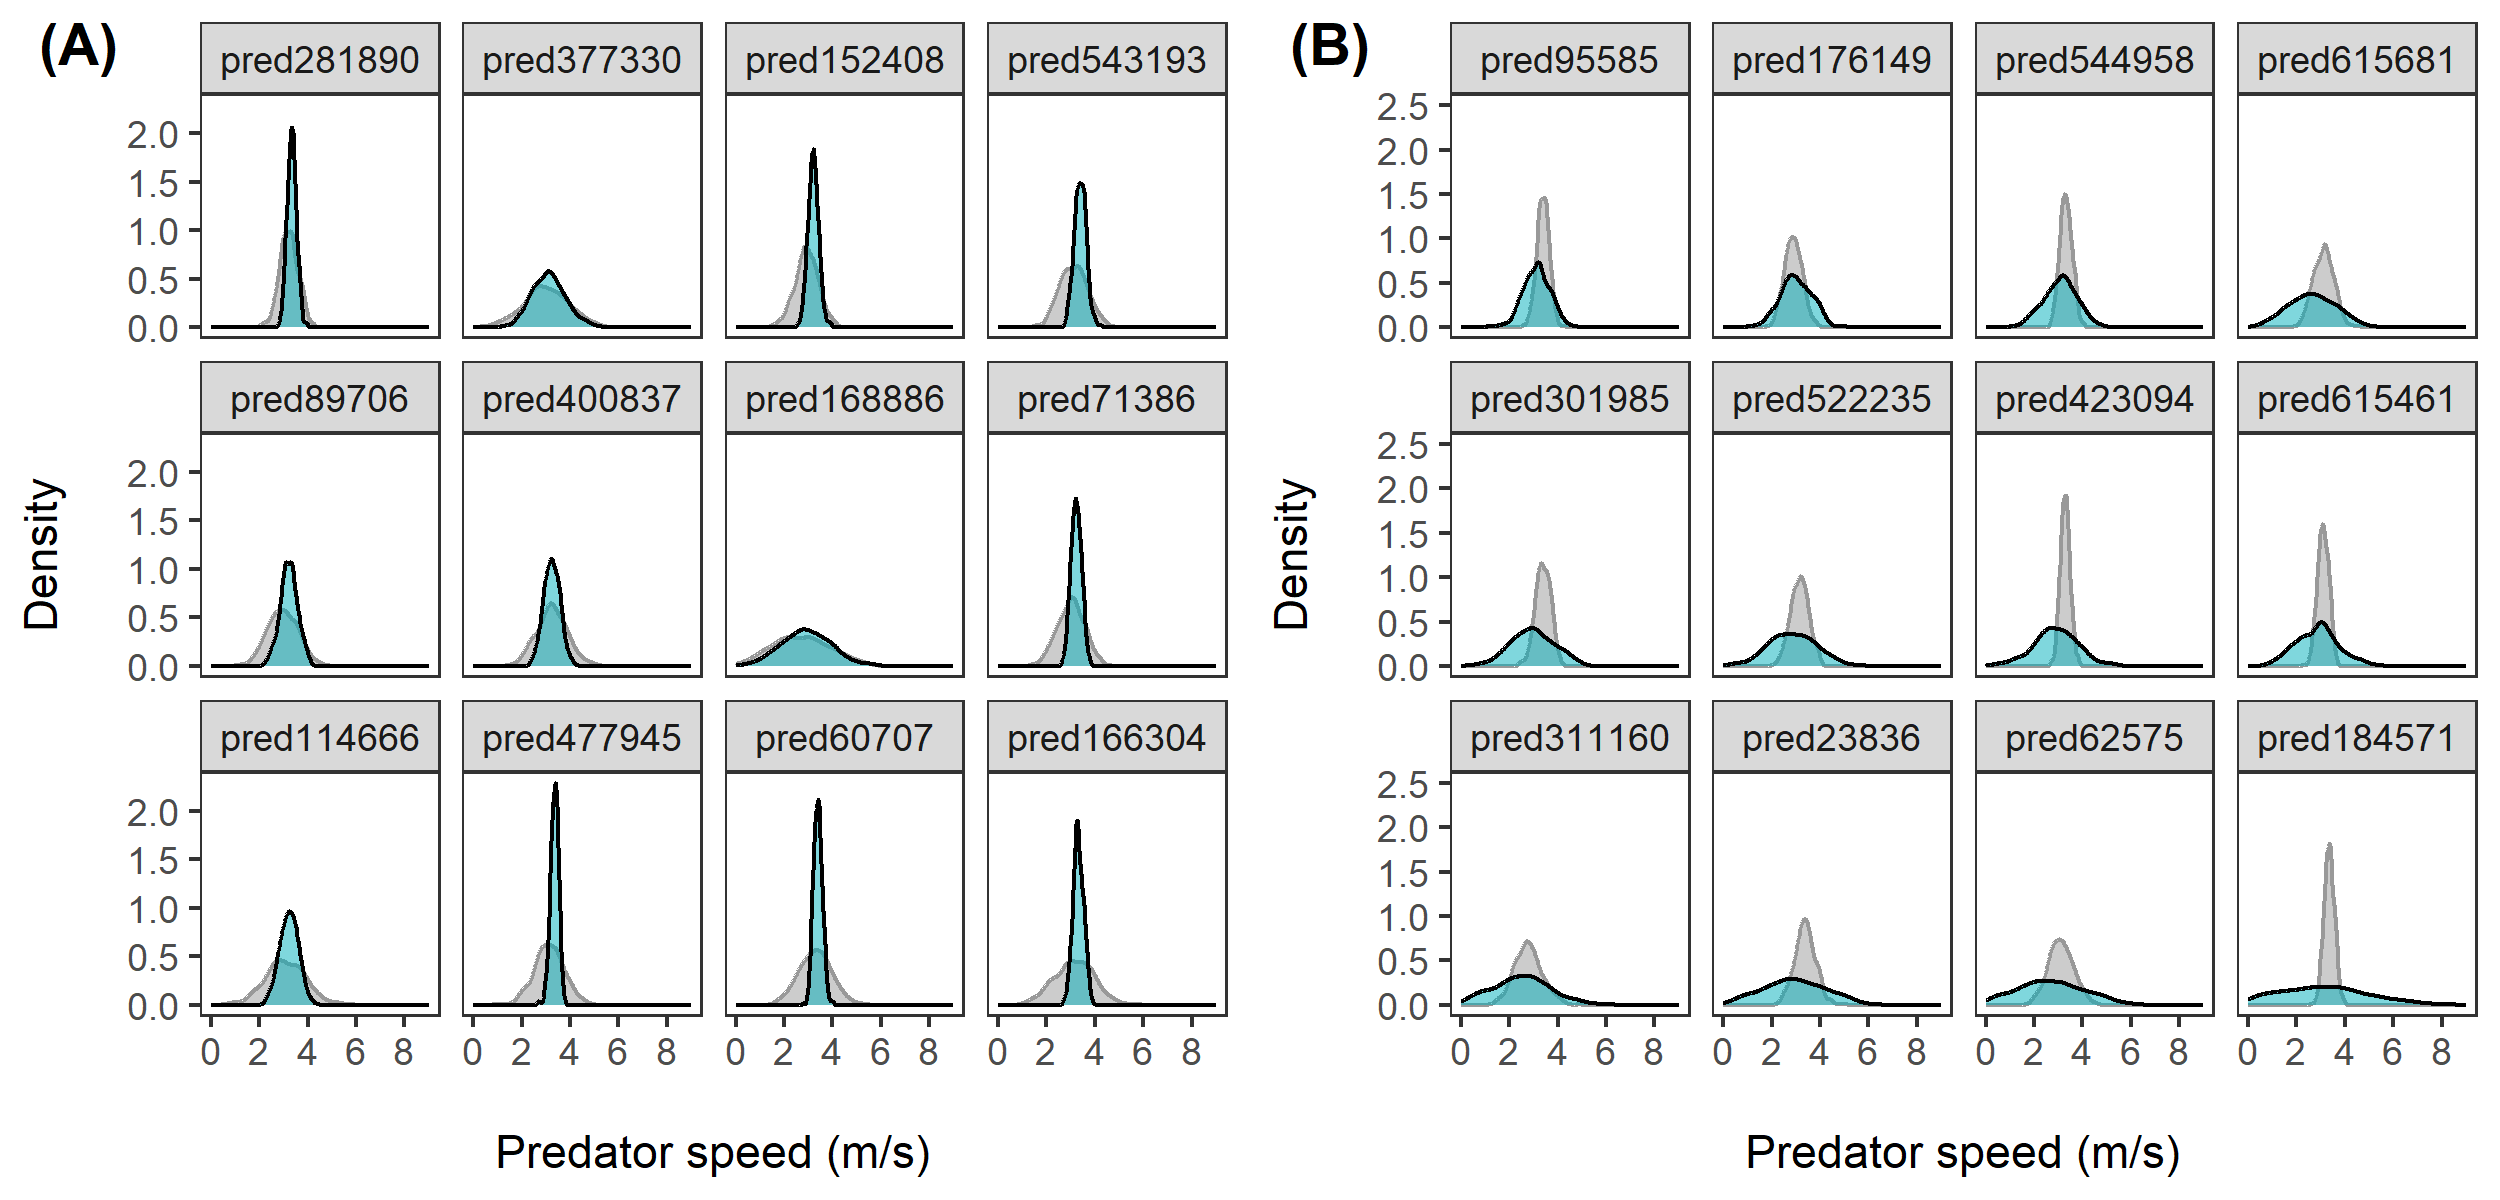 (A)
pred281890 pred377330 pred152408 pred543193
2.0
1.5
1.0
0.5
0.0
pred89706 pred400837 pred168886 pred71386
2.0
1.5
1.0
0.5
0.0
pred114666 pred477945 pred60707 pred166304
2.0
1.5
1.0
0.5
0.0
0 2 4 6 8 0 2 4 6 8 0 2 4 6 8 0 2 4 6 8
Density
Predator speed (m/s)
(B)
pred95585 pred176149 pred544958 pred615681
2.5
2.0
1.5
1.0
0.5
0.0
pred301985 pred522235 pred423094 pred615461
2.5
2.0
1.5
1.0
0.5
0.0
pred311160 pred23836 pred62575 pred184571
2.5
2.0
1.5
1.0
0.5
0.0
0 2 4 6 8 0 2 4 6 8 0 2 4 6 8 0 2 4 6 8
Density
Predator speed (m/s)